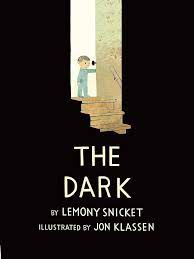 THE
DARK
BY LEMONY SNICKET
ILLUSTRATED BY JON KLASSEN